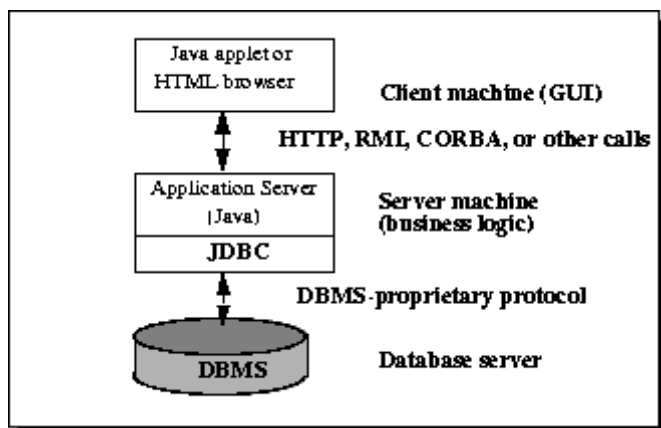 Java applet or
HTML browser
Client machine (GUI)
HTTP, RMI, CORBA, or other calls
Application Server
(Java)
JDBC
Server machine
(business logic)
DBMS-proprietary protocol
DBMS
Database server